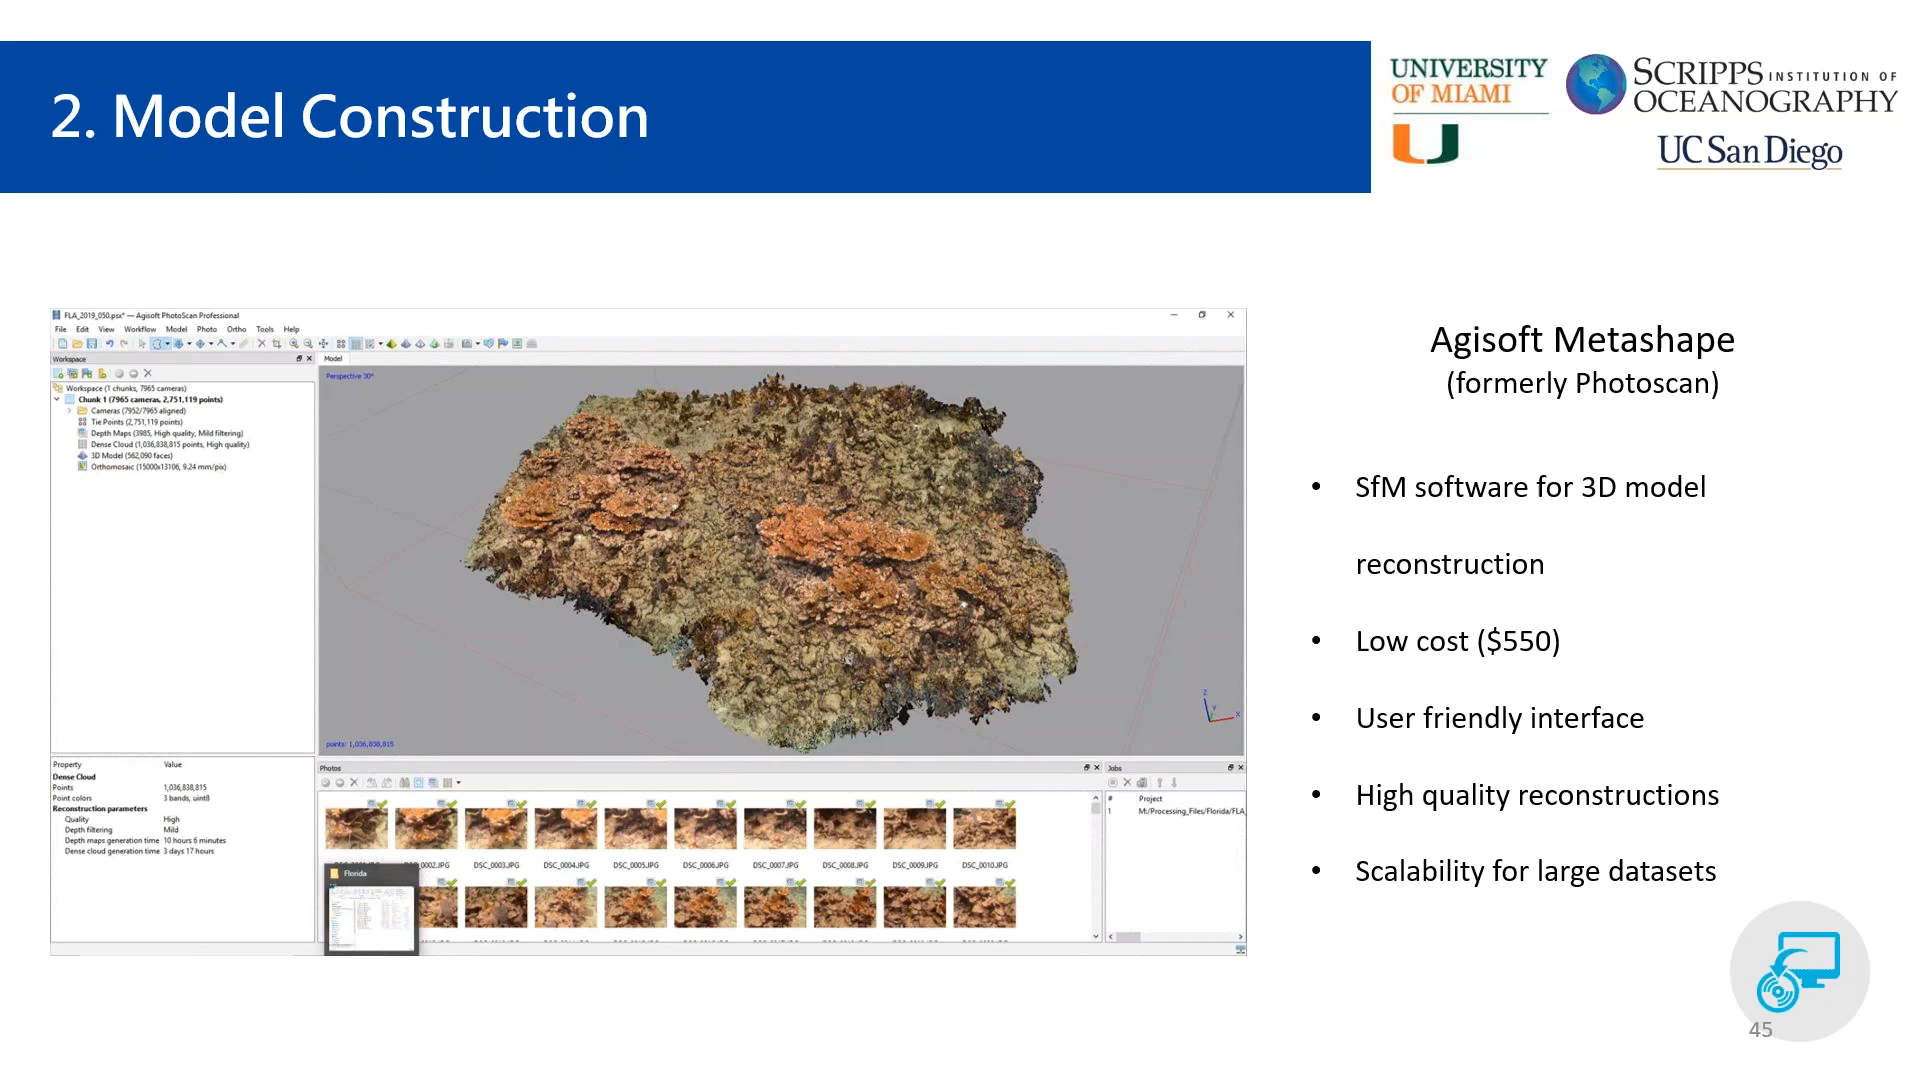 2. Model Construction
UNIVERSITY
OF MIAMI
SCRIPPS INSTITUTION OF
OCEANOGRAPHY
UC San Diego
FLA_2019_050.psx* — Agisoft PhotoScan Professional
File Edit View Workflow Model Photo Ortho Tools Help
Workspace
Workspace (1 chunks, 7965 cameras)
Chunk 1 (7965 cameras, 2,751,119 points)
Cameras (7952/7965 aligned)
Tie Points (2,751,119 points)
Depth Maps (3985, High quality, Mild filtering)
Dense Cloud (1,036,838,815 points, High quality)
3D Model (562,090 faces)
Orthomosaic (15000x13106, 9.24 mm/pix)
Model
Perspective 30°
points: 1,036,838,815
Z
Y
X
Property Value
Dense Cloud
Points 1,036,838,815
Point colors 3 bands, uint8
Reconstruction parameters
Quality High
Depth filtering Mild
Depth maps generation time 10 hours 6 minutes
Dense cloud generation time 3 days 17 hours
Photos
DSC_0003.JPG DSC_0004.JPG DSC_0005.JPG DSC_0006.JPG DSC_0007.JPG DSC_0008.JPG DSC_0009.JPG DSC_0010.JPG
Florida
Jobs
# Project
1 M:/Processing_Files/Florida/FLA_
Agisoft Metashape
(formerly Photoscan)
• SfM software for 3D model
reconstruction
• Low cost ($550)
• User friendly interface
• High quality reconstructions
• Scalability for large datasets
45